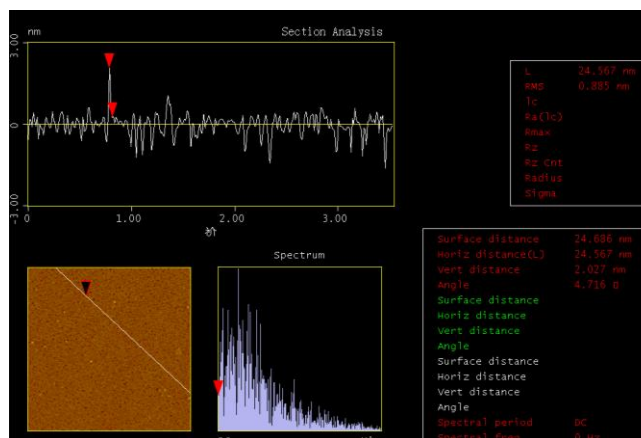 nm Section Analysis
3.00
0
-3.00
0 1.00 2.00 3.00
L 24.567 nm
RMS 0.885 nm
lc
Ra(lc)
Rmax
Rz
Rz Cnt
Radius
Sigma
Spectrum
Surface distance 24.686 nm
Horiz distance(L) 24.567 nm
Vert distance 2.027 nm
Angle 4.716
Surface distance
Horiz distance
Vert distance
Angle
Surface distance
Horiz distance
Vert distance
Angle
Spectral period DC